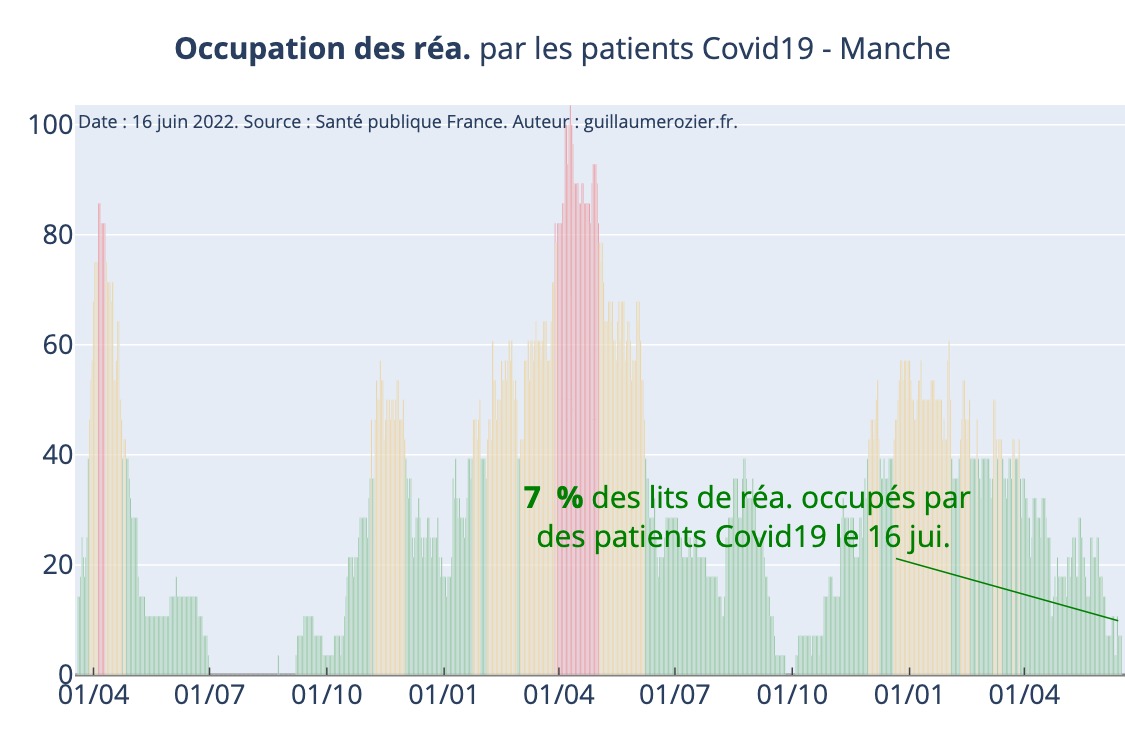 Occupation des réa. par les patients Covid19 - Manche
Date : 16 juin 2022. Source : Santé publique France. Auteur : guillaumerozier.fr.
100
80
60
40
20
0
7 % des lits de réa. occupés par
des patients Covid19 le 16 jui.
01/04 01/07 01/10 01/01 01/04 01/07 01/10 01/01 01/04